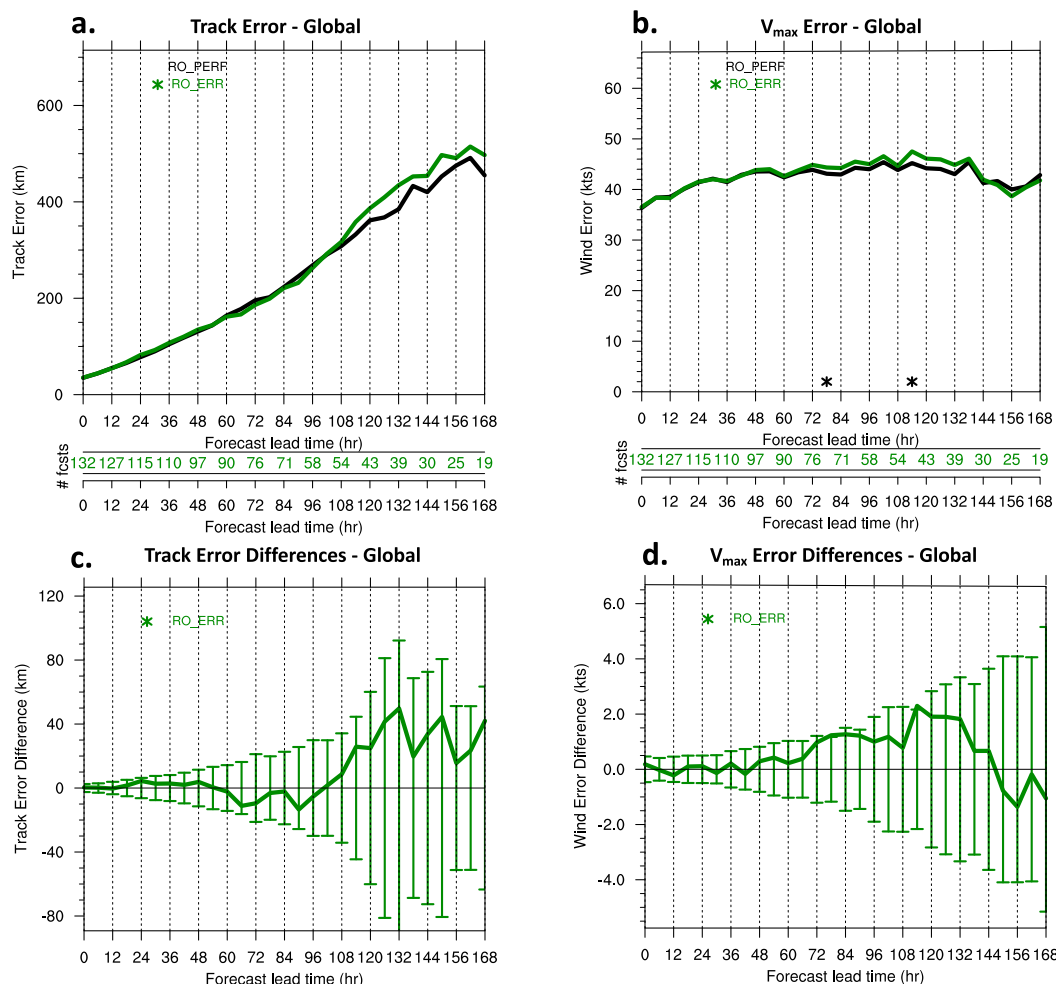 a. Track Error - Global
RO_PERF
* RO_ERR
600
400
200
0
Track Error (km)
0 12 24 36 48 60 72 84 96 108 120 132 144 156 168
Forecast lead time (hr)
# fcsts
132 127 115 110 97 90 76 71 58 54 43 39 30 25 19
0 12 24 36 48 60 72 84 96 108 120 132 144 156 168
Forecast lead time (hr)
b. Vmax Error - Global
RO_PERF
* RO_ERR
60
50
40
30
20
10
0
Wind Error (kts)
* *
0 12 24 36 48 60 72 84 96 108 120 132 144 156 168
Forecast lead time (hr)
# fcsts
132 127 115 110 97 90 76 71 58 54 43 39 30 25 19
0 12 24 36 48 60 72 84 96 108 120 132 144 156 168
Forecast lead time (hr)
c. Track Error Differences - Global
* RO_ERR
120
80
40
0
-40
-80
Track Error Difference (km)
0 12 24 36 48 60 72 84 96 108 120 132 144 156 168
Forecast lead time (hr)
d. Vmax Error Differences - Global
* RO_ERR
6.0
4.0
2.0
0.0
-2.0
-4.0
Wind Error Difference (kts)
0 12 24 36 48 60 72 84 96 108 120 132 144 156 168
Forecast lead time (hr)